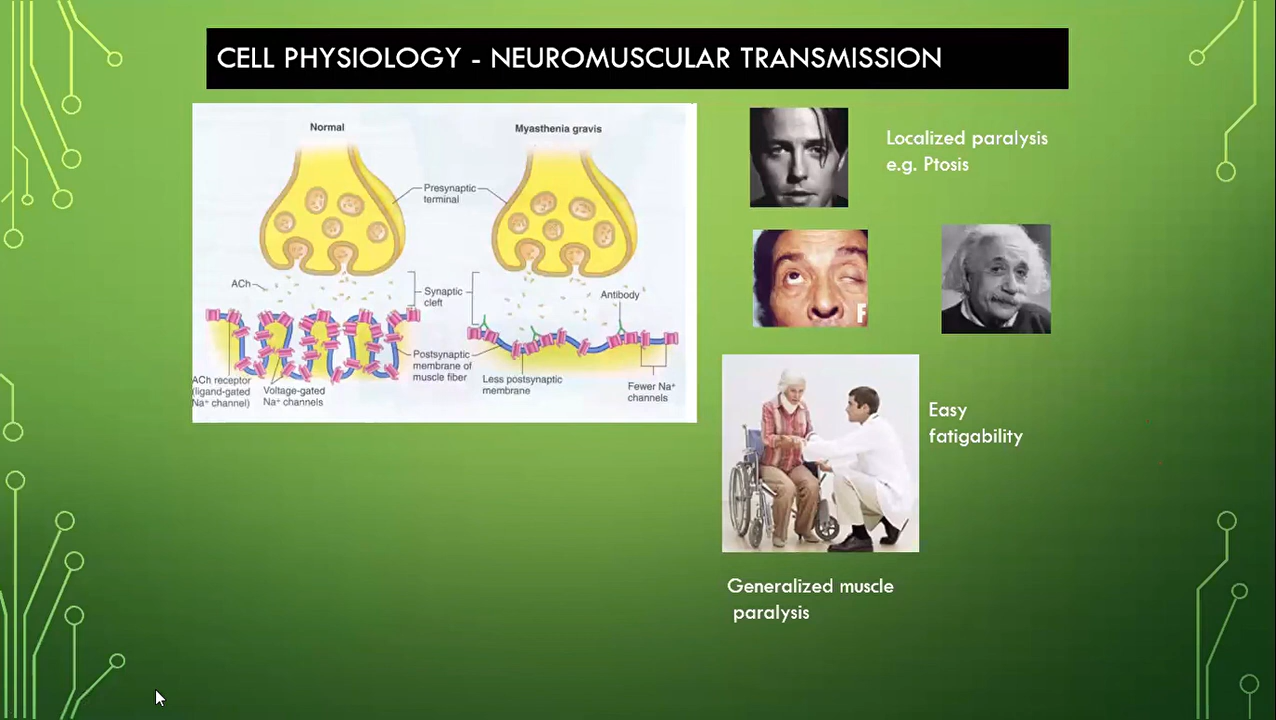 CELL PHYSIOLOGY - NEUROMUSCULAR TRANSMISSION
Normal
Myasthenia gravis
Presynaptic
terminal
ACh
Synaptic
cleft
Antibody
ACh receptor
(ligand-gated
Na⁺ channel)
Voltage-gated
Na⁺ channels
Postsynaptic
membrane of
muscle fiber
Less postsynaptic
membrane
Fewer Na⁺
channels
Localized paralysis
e.g. Ptosis
F
Easy
fatigability
Generalized muscle
paralysis